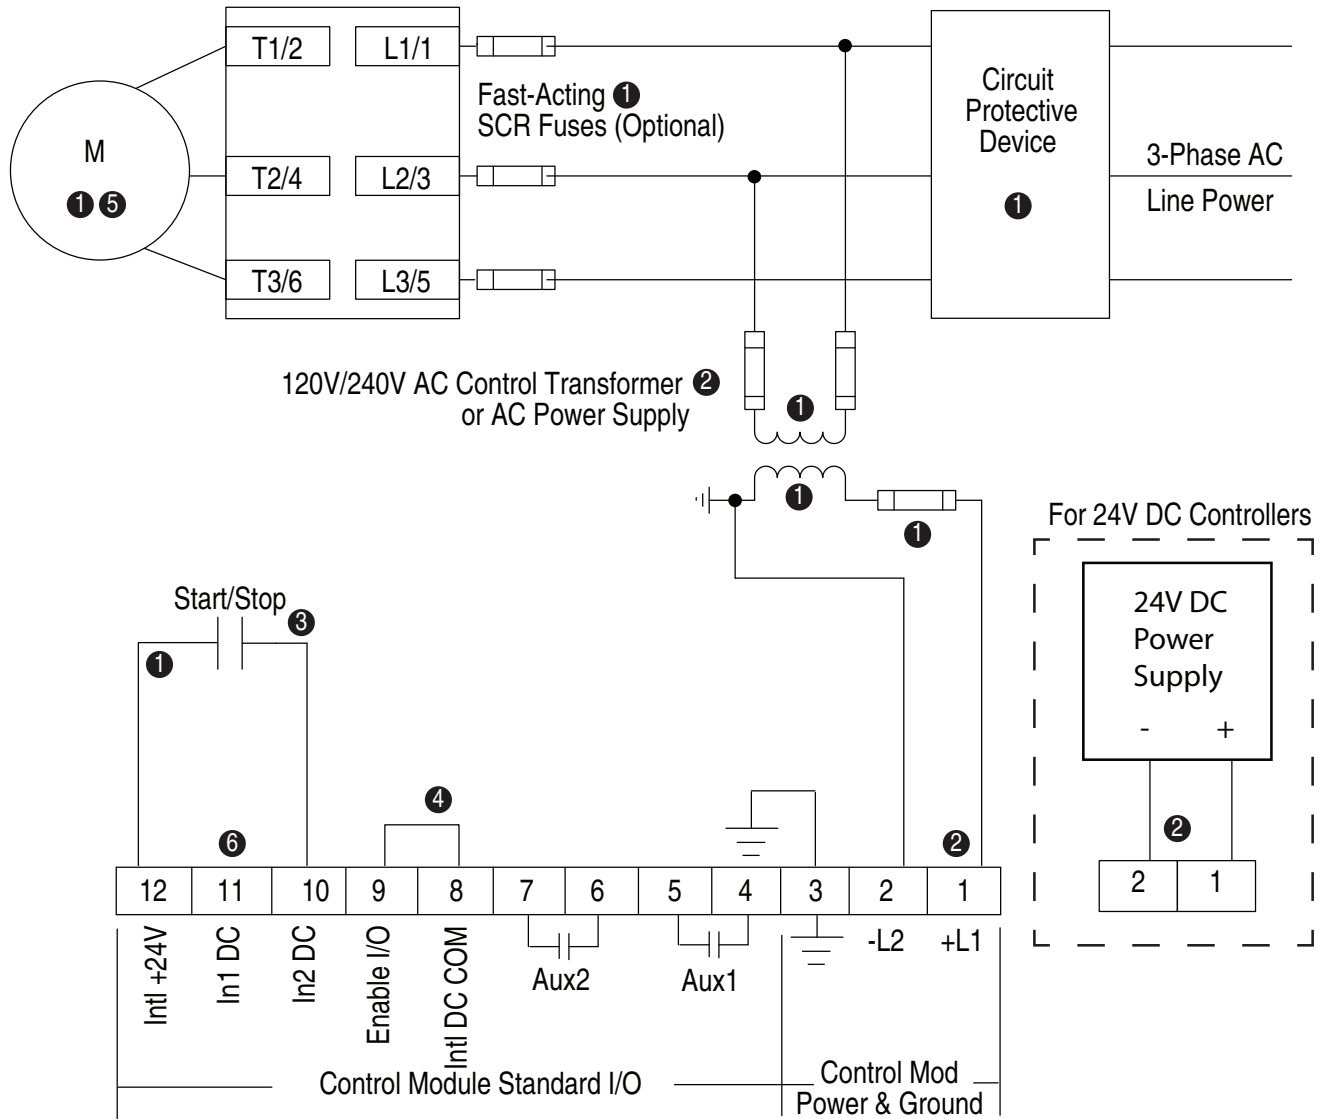 T1/2 L1/1
Fast-Acting ❶
SCR Fuses (Optional)
Circuit
Protective
Device
❶
M
❶ ❺
T2/4 L2/3
3-Phase AC
Line Power
T3/6 L3/5
120V/240V AC Control Transformer ❷
or AC Power Supply
❶
❶
❶
For 24V DC Controllers
24V DC
Power
Supply
- +
❷
2 1
Start/Stop
❸
❶
❹
❻
❷
12 11 10 9 8 7 6 5 4 3 2 1
Intl +24V
In1 DC
In2 DC
Enable I/O
Intl DC COM
Aux2
Aux1
-L2
+L1
Control Module Standard I/O
Control Mod
Power & Ground